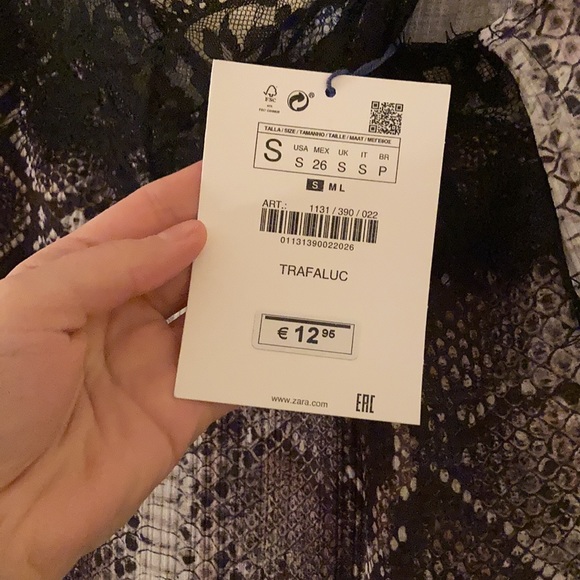 FSC
®
TALLA / SIZE / TAMANHO / TAILLE / MAAT / ΜΕΓΕΘΟΣ
S USA MEX UK IT BR
S 26 S S P
S M L
ART.: 1131 / 390 / 022
01131390022026
TRAFALUC
€ 12 95
www.zara.com EAC